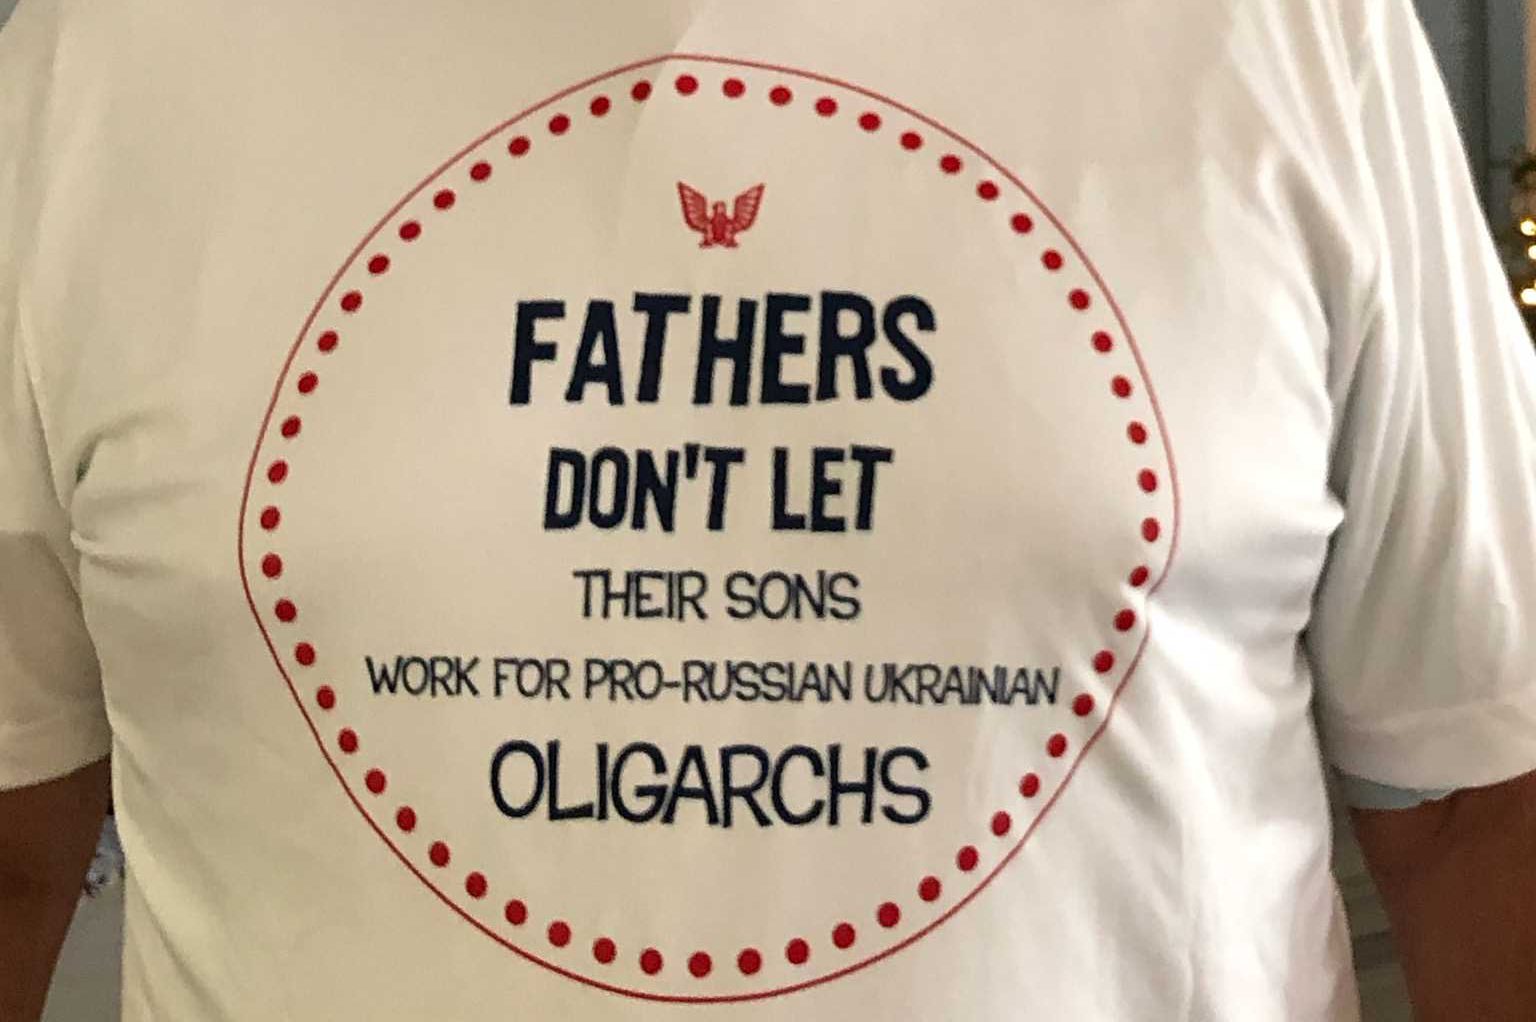 FATHERS
DON'T LET
THEIR SONS
WORK FOR PRO-RUSSIAN UKRAINIAN
OLIGARCHS